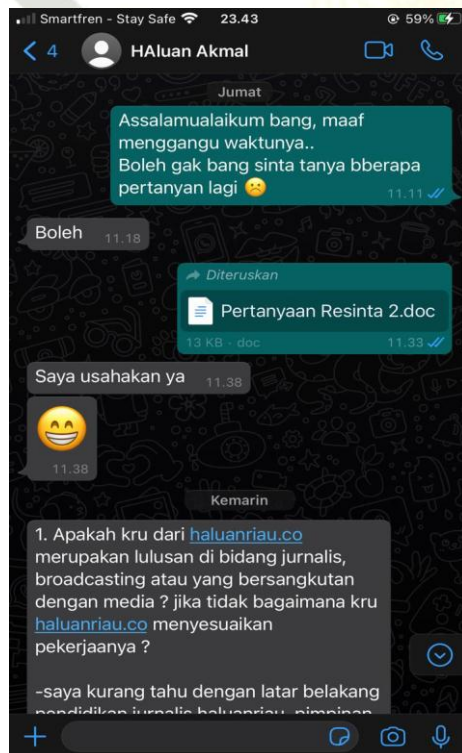 Smartfren - Stay Safe 23.43 59%
4 HAluan Akmal
Jumat
Assalamualaikum bang, maaf
menggangu waktunya..
Boleh gak bang sinta tanya bberapa
pertanyan lagi
11.11
Boleh 11.18
Diteruskan
Pertanyaan Resinta 2.doc
13 KB · doc 11.33
Saya usahakan ya 11.38
11.38
Kemarin
1. Apakah kru dari haluanriau.co
merupakan lulusan di bidang jurnalis,
broadcasting atau yang bersangkutan
dengan media ? jika tidak bagaimana kru
haluanriau.co menyesuaikan
pekerjaanya ?
-saya kurang tahu dengan latar belakang
pendidikan jurnalis haluanriau, pimpinan